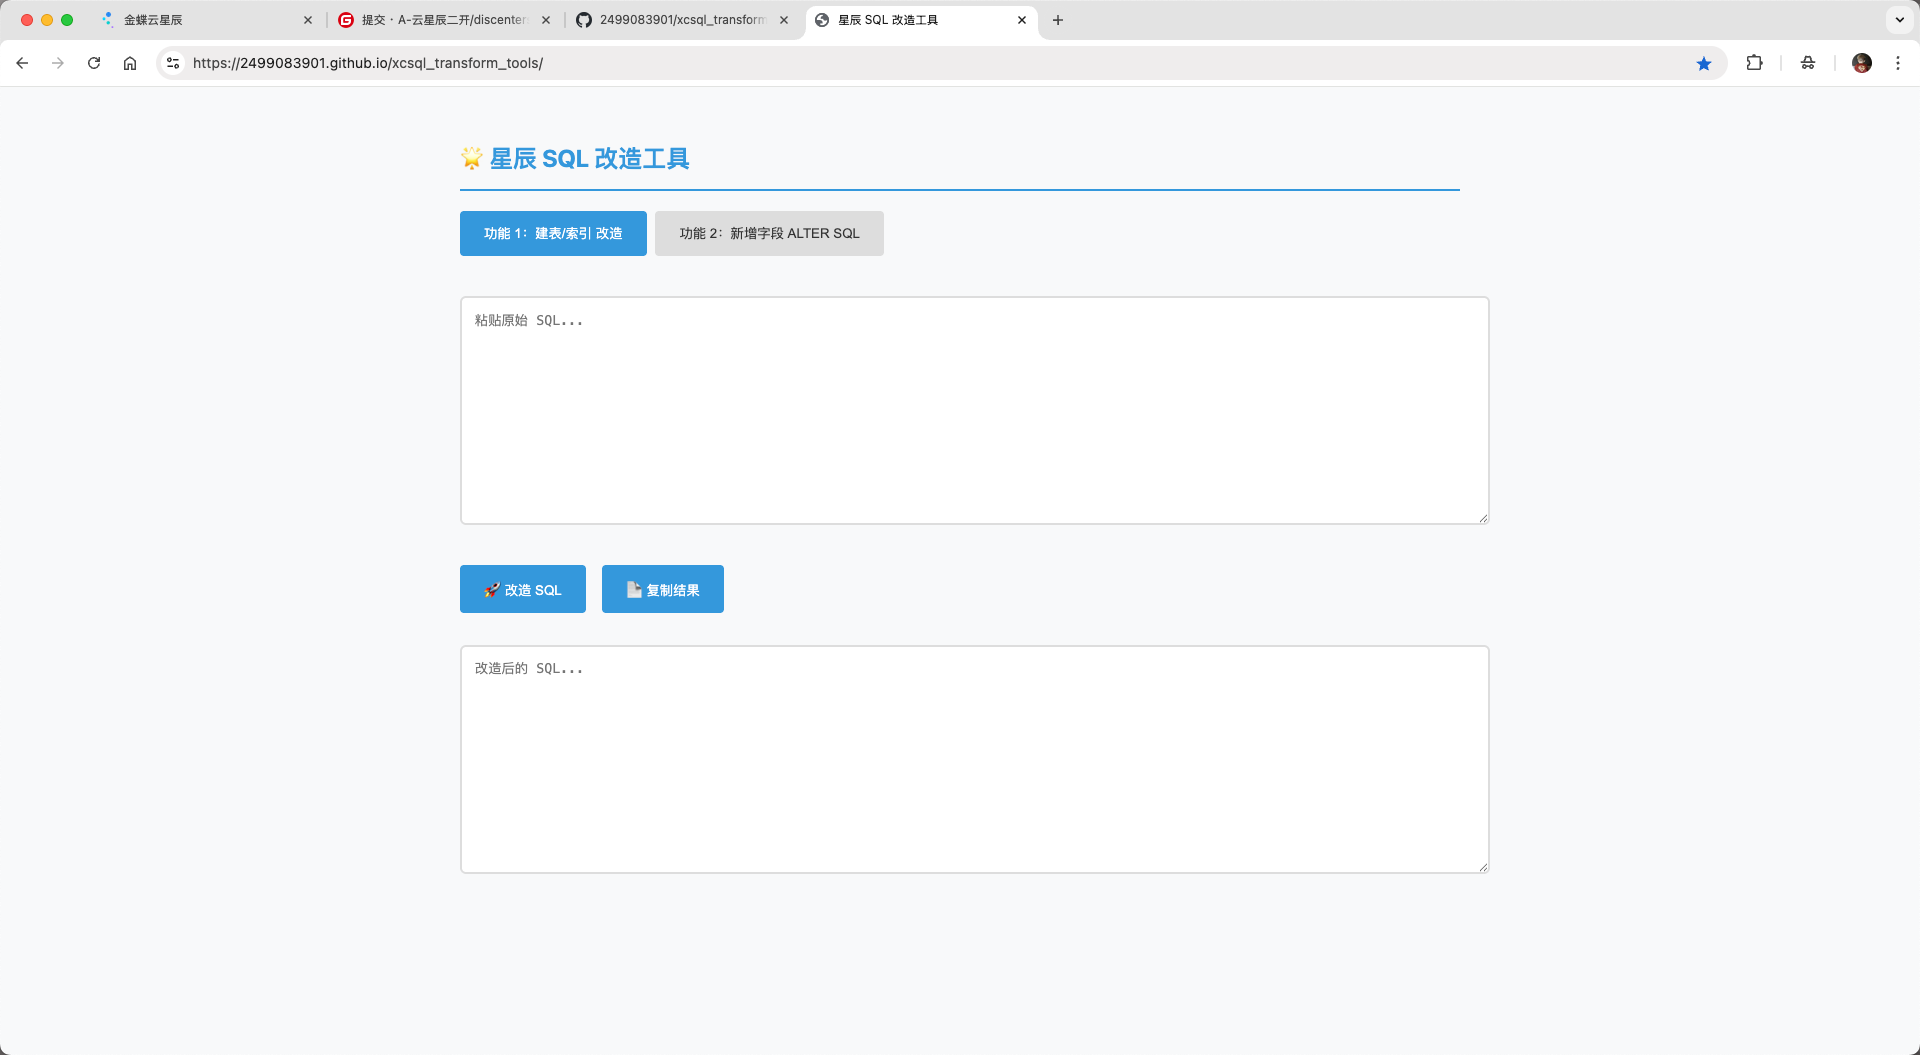 金蝶云星辰
提交 · A-云星辰二开/discenter
2499083901/xcsql_transform
星辰 SQL 改造工具
https://2499083901.github.io/xcsql_transform_tools/
🌟 星辰 SQL 改造工具
功能 1：建表/索引 改造
功能 2：新增字段 ALTER SQL
粘贴原始 SQL...
🚀 改造 SQL
📄 复制结果
改造后的 SQL...